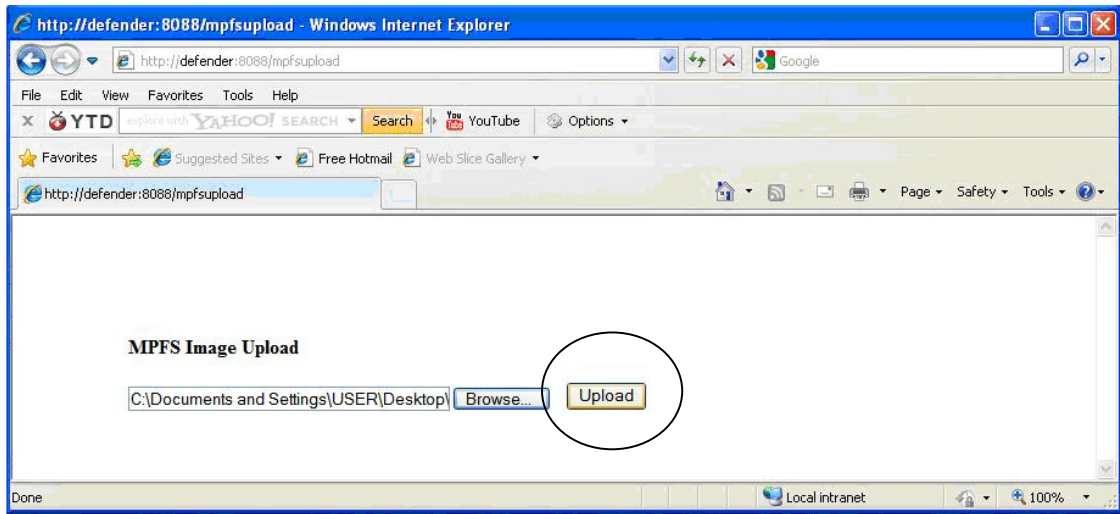 http://defender:8088/mpfsupload - Windows Internet Explorer
http://defender:8088/mpfsupload Google
File Edit View Favorites Tools Help
x YTD explore with YAHOO! SEARCH Search You Tube YouTube Options
Favorites Suggested Sites Free Hotmail Web Slice Gallery
http://defender:8088/mpfsupload Page Safety Tools
MPFS Image Upload
C:\Documents and Settings\USER\Desktop\ Browse... Upload
Done Local intranet 100%